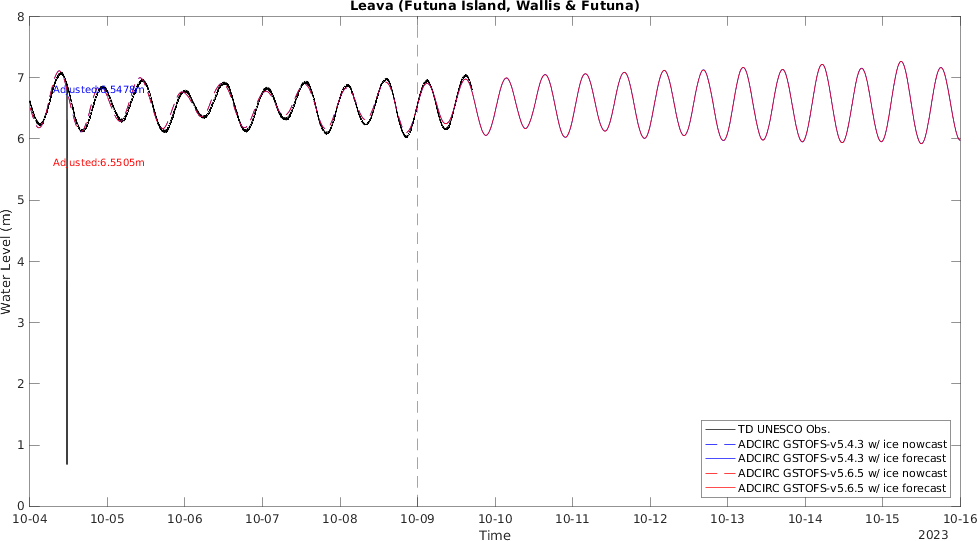 Leava (Futuna Island, Wallis & Futuna)
8
7
6
5
4
3
2
1
0
Water Level (m)
Adjusted:6.5478m
Adjusted:6.5505m
TD UNESCO Obs.
ADCIRC GSTOFS-v5.4.3 w/ ice nowcast
ADCIRC GSTOFS-v5.4.3 w/ ice forecast
ADCIRC GSTOFS-v5.6.5 w/ ice nowcast
ADCIRC GSTOFS-v5.6.5 w/ ice forecast
10-04 10-05 10-06 10-07 10-08 10-09 10-10 10-11 10-12 10-13 10-14 10-15 10-16
Time
2023